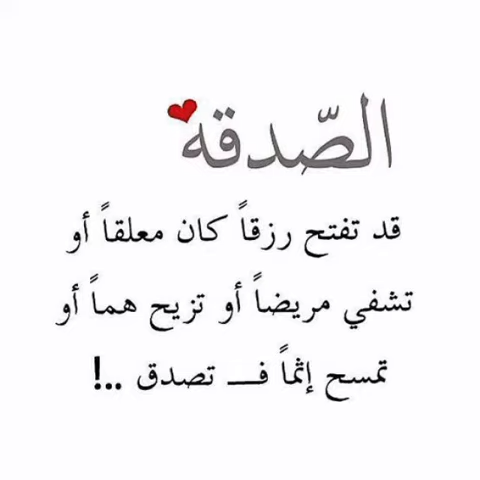 الصّدقة
قد تفتح رزقاً كان معلقاً أو
تشفي مريضاً أو تزيح هماً أو
تمسح إثماً فـــ تصدق ..!